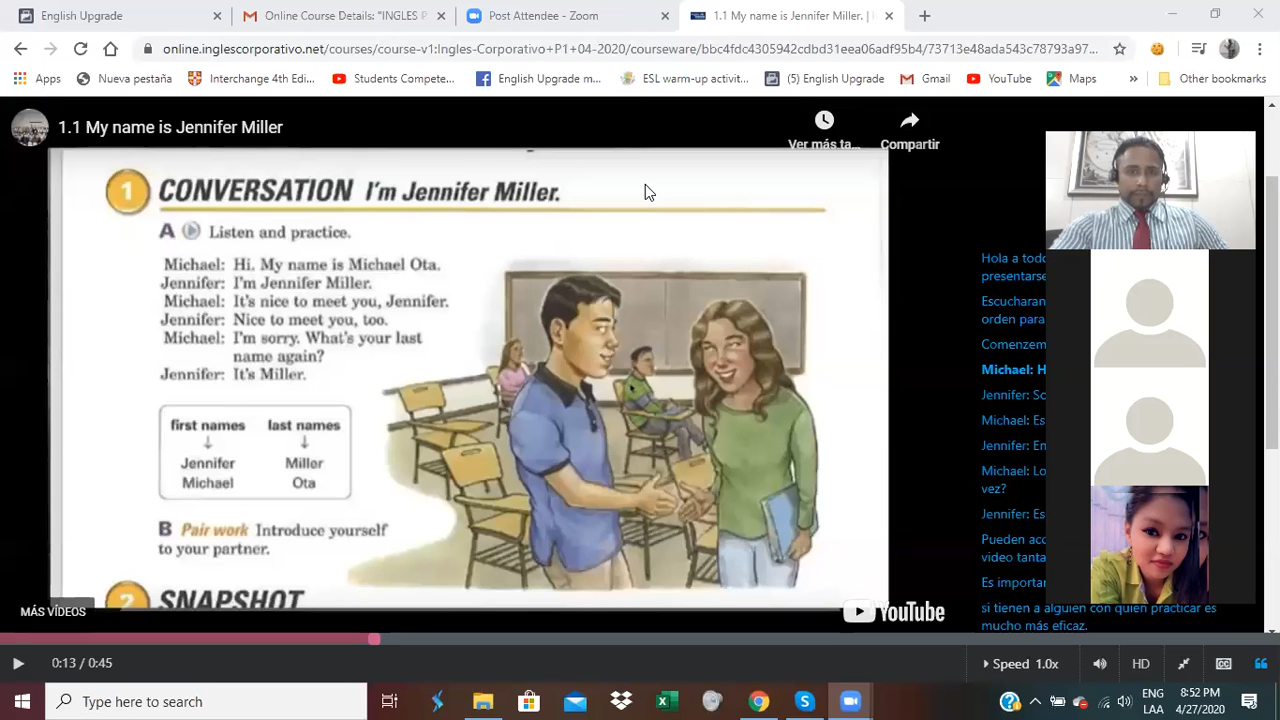 English Upgrade
Online Course Details: "INGLES P
Post Attendee - Zoom
1.1 My name is Jennifer Miller. |
online.inglescorporativo.net/courses/course-v1:Ingles-Corporativo+P1+04-2020/courseware/bbc4fdc4305942cdbd31eea06adf95b4/73713e48ada543c78793a97...
Apps
Nueva pestaña
Interchange 4th Edi...
Students Compete...
English Upgrade m...
ESL warm-up activit...
(5) English Upgrade
Gmail
YouTube
Maps
»
Other bookmarks
1.1 My name is Jennifer Miller
Ver más ta...
Compartir
1 CONVERSATION I'm Jennifer Miller.
A Listen and practice.
Michael: Hi. My name is Michael Ota.
Jennifer: I'm Jennifer Miller.
Michael: It's nice to meet you, Jennifer.
Jennifer: Nice to meet you, too.
Michael: I'm sorry. What's your last
name again?
Jennifer: It's Miller.
first names last names
↓ ↓
Jennifer Miller
Michael Ota
B Pair work Introduce yourself
to your partner.
2 SNAPSHOT
MÁS VÍDEOS
YouTube
Hola a todo
presentarse
Escucharan
orden para
Comenzem
Michael: H
Jennifer: So
Michael: Es
Jennifer: En
Michael: Lo
vez?
Jennifer: Es
Pueden aco
video tanta
Es importan
si tienen a alguien con quien practicar es
mucho más eficaz.
0:13 / 0:45
Speed 1.0x
HD
Type here to search
ENG
LAA
8:52 PM
4/27/2020